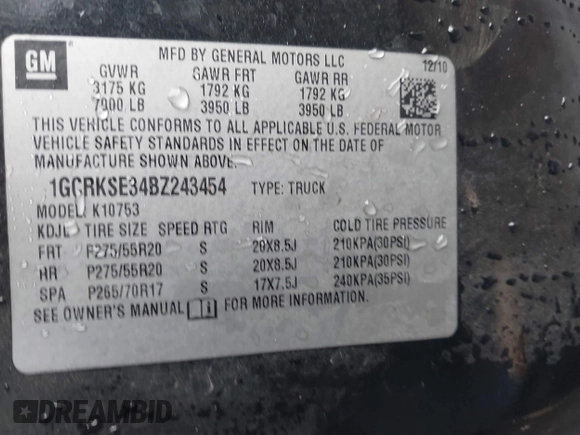 GM
MFD BY GENERAL MOTORS LLC
12/10
GVWR GAWR FRT GAWR RR
3175 KG 1792 KG 1792 KG
7000 LB 3950 LB 3950 LB
THIS VEHICLE CONFORMS TO ALL APPLICABLE U.S. FEDERAL MOTOR
VEHICLE SAFETY STANDARDS IN EFFECT ON THE DATE OF
MANUFACTURE SHOWN ABOVE.
1GCRKSE34BZ243454 TYPE: TRUCK
MODEL: K10753
KDJL TIRE SIZE SPEED RTG RIM COLD TIRE PRESSURE
FRT P275/55R20 S 20X8.5J 210KPA(30PSI)
RR P275/55R20 S 20X8.5J 210KPA(30PSI)
SPA P265/70R17 S 17X7.5J 240KPA(35PSI)
SEE OWNER'S MANUAL i FOR MORE INFORMATION.
DREAMBID